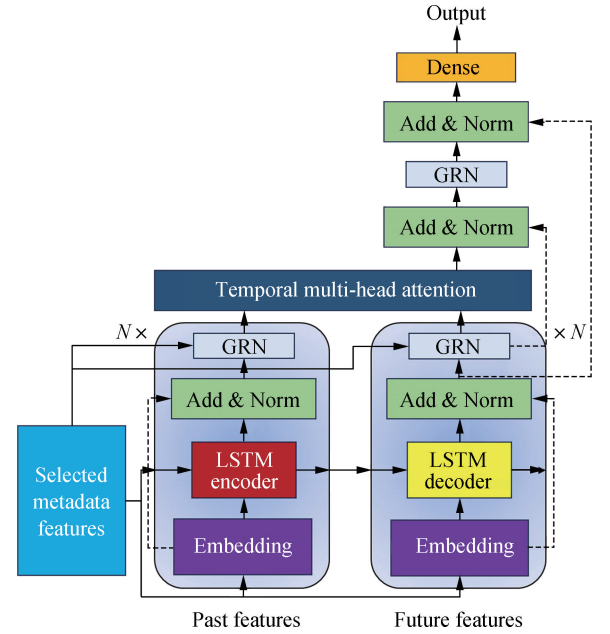 Output
Dense
Add & Norm
GRN
Add & Norm
Temporal multi-head attention
N ×
× N
GRN
GRN
Add & Norm
Add & Norm
Selected
metadata
features
LSTM
encoder
LSTM
decoder
Embedding
Embedding
Past features
Future features